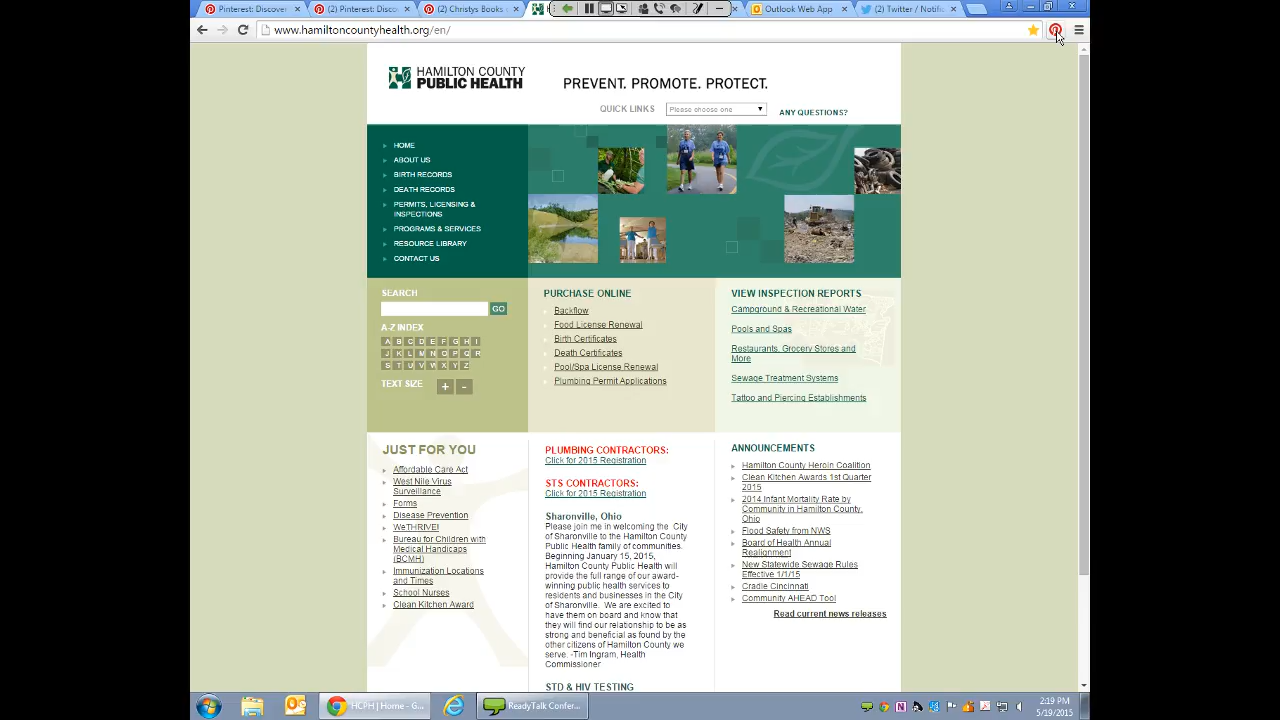 Pinterest: Discover
(2) Pinterest: Discov
(2) Christys Books
Outlook Web App
(2) Twitter / Notific
www.hamiltoncountyhealth.org/en/
HAMILTON COUNTY
PUBLIC HEALTH
PREVENT. PROMOTE. PROTECT.
QUICK LINKS
Please choose one
ANY QUESTIONS?
HOME
ABOUT US
BIRTH RECORDS
DEATH RECORDS
PERMITS, LICENSING &
INSPECTIONS
PROGRAMS & SERVICES
RESOURCE LIBRARY
CONTACT US
SEARCH
GO
A-Z INDEX
A B C D E F G H I
J K L M N O P Q R
S T U V W X Y Z
TEXT SIZE + -
PURCHASE ONLINE
Backflow
Food License Renewal
Birth Certificates
Death Certificates
Pool/Spa License Renewal
Plumbing Permit Applications
VIEW INSPECTION REPORTS
Campground & Recreational Water
Pools and Spas
Restaurants, Grocery Stores and
More
Sewage Treatment Systems
Tattoo and Piercing Establishments
JUST FOR YOU
Affordable Care Act
West Nile Virus
Surveillance
Forms
Disease Prevention
WeTHRIVE!
Bureau for Children with
Medical Handicaps
(BCMH)
Immunization Locations
and Times
School Nurses
Clean Kitchen Award
PLUMBING CONTRACTORS:
Click for 2015 Registration
STS CONTRACTORS:
Click for 2015 Registration
Sharonville, Ohio
Please join me in welcoming the City
of Sharonville to the Hamilton County
Public Health family of communities.
Beginning January 15, 2015,
Hamilton County Public Health will
provide the full range of our award-
winning public health services to
residents and businesses in the City
of Sharonville. We are excited to
have them on board and know that
they will find our relationship to be as
strong and beneficial as found by the
other citizens of Hamilton County we
serve. -Tim Ingram, Health
Commissioner
STD & HIV TESTING
ANNOUNCEMENTS
Hamilton County Heroin Coalition
Clean Kitchen Awards 1st Quarter
2015
2014 Infant Mortality Rate by
Community in Hamilton County,
Ohio
Flood Safety from NWS
Board of Health Annual
Realignment
New Statewide Sewage Rules
Effective 1/1/15
Cradle Cincinnati
Community AHEAD Tool
Read current news releases
HCPH | Home - G...
ReadyTalk Confer...
2:19 PM
5/19/2015